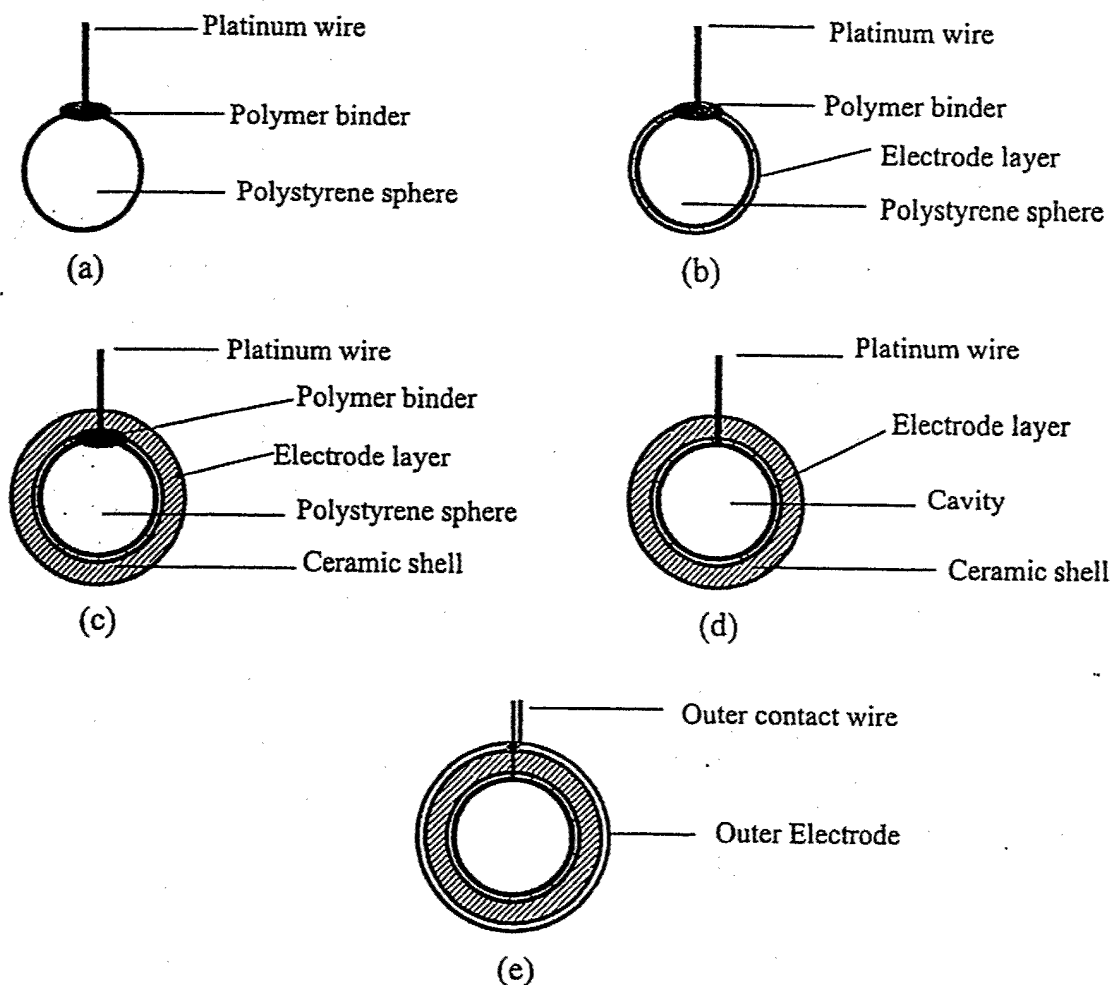 Platinum wire
Polymer binder
Polystyrene sphere
(a)
Platinum wire
Polymer binder
Electrode layer
Polystyrene sphere
(b)
Platinum wire
Polymer binder
Electrode layer
Polystyrene sphere
Ceramic shell
(c)
Platinum wire
Electrode layer
Cavity
Ceramic shell
(d)
Outer contact wire
Outer Electrode
(e)